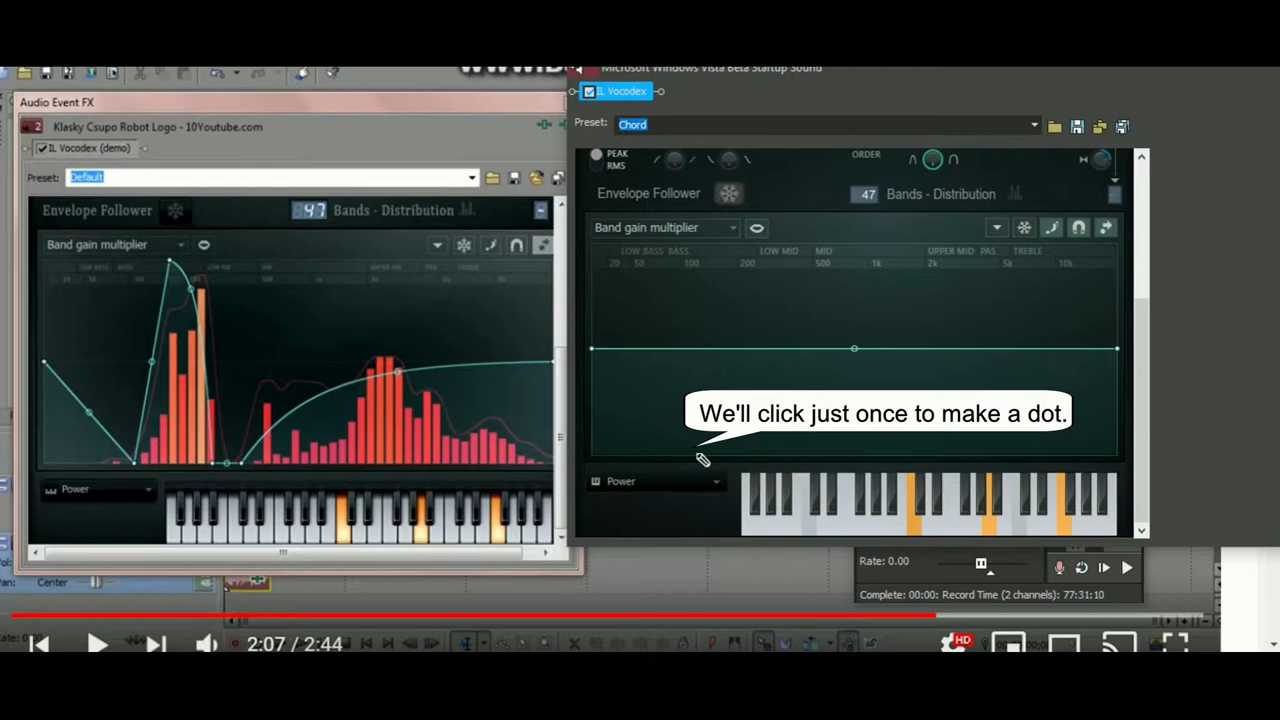 Microsoft Windows Vista Beta Startup Sound
Audio Event FX
IL Vocodex
Klasky Csupo Robot Logo - 10Youtube.com
Preset: Chord
IL Vocodex (demo)
PEAK
RMS
ORDER
Preset: Default
Envelope Follower
47 Bands - Distribution
Envelope Follower
47 Bands - Distribution
Band gain multiplier
Band gain multiplier
LOW BASS BASS LOW MID MID UPPER MID PAS TREBLE
20 50 100 200 500 1k 2k 5k 10k
We'll click just once to make a dot.
Power
Power
Rate: 0.00
Center
Complete: 00:00: Record Time (2 channels): 77:31:10
2:07 / 2:44
HD